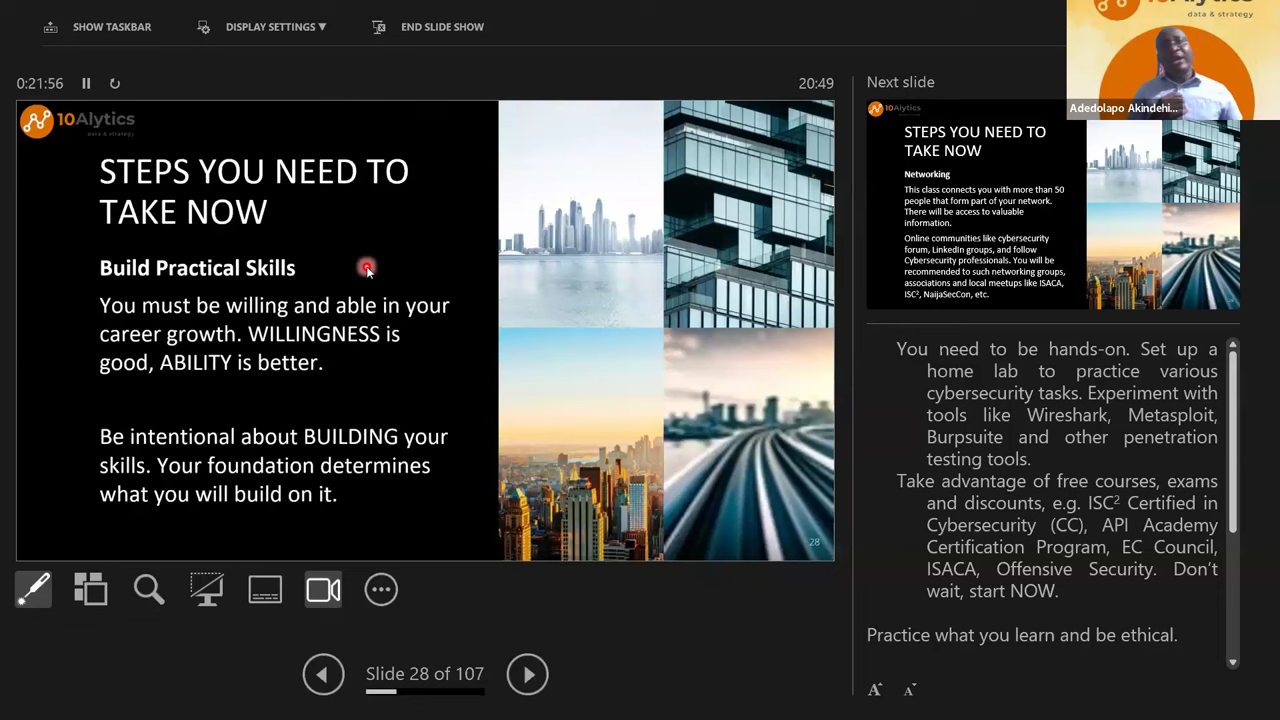 SHOW TASKBAR
DISPLAY SETTINGS ▼
END SLIDE SHOW
0:21:56
20:49
10Alytics
data & strategy
STEPS YOU NEED TO
TAKE NOW
Build Practical Skills
You must be willing and able in your
career growth. WILLINGNESS is
good, ABILITY is better.
Be intentional about BUILDING your
skills. Your foundation determines
what you will build on it.
28
Slide 28 of 107
Next slide
10Alytics
STEPS YOU NEED TO
TAKE NOW
Networking
This class connects you with more than 50
people that form part of your network.
There will be access to valuable
information.
Online communities like cybersecurity
forum, LinkedIn groups, and follow
Cybersecurity professionals. You will be
recommended to such networking groups,
associations and local meetups like ISACA,
ISC², NaijaSecCon, etc.
You need to be hands-on. Set up a
home lab to practice various
cybersecurity tasks. Experiment with
tools like Wireshark, Metasploit,
Burpsuite and other penetration
testing tools.
Take advantage of free courses, exams
and discounts, e.g. ISC² Certified in
Cybersecurity (CC), API Academy
Certification Program, EC Council,
ISACA, Offensive Security. Don't
wait, start NOW.
Practice what you learn and be ethical.
A A
10Alytics
data & strategy
Adedolapo Akindehi...